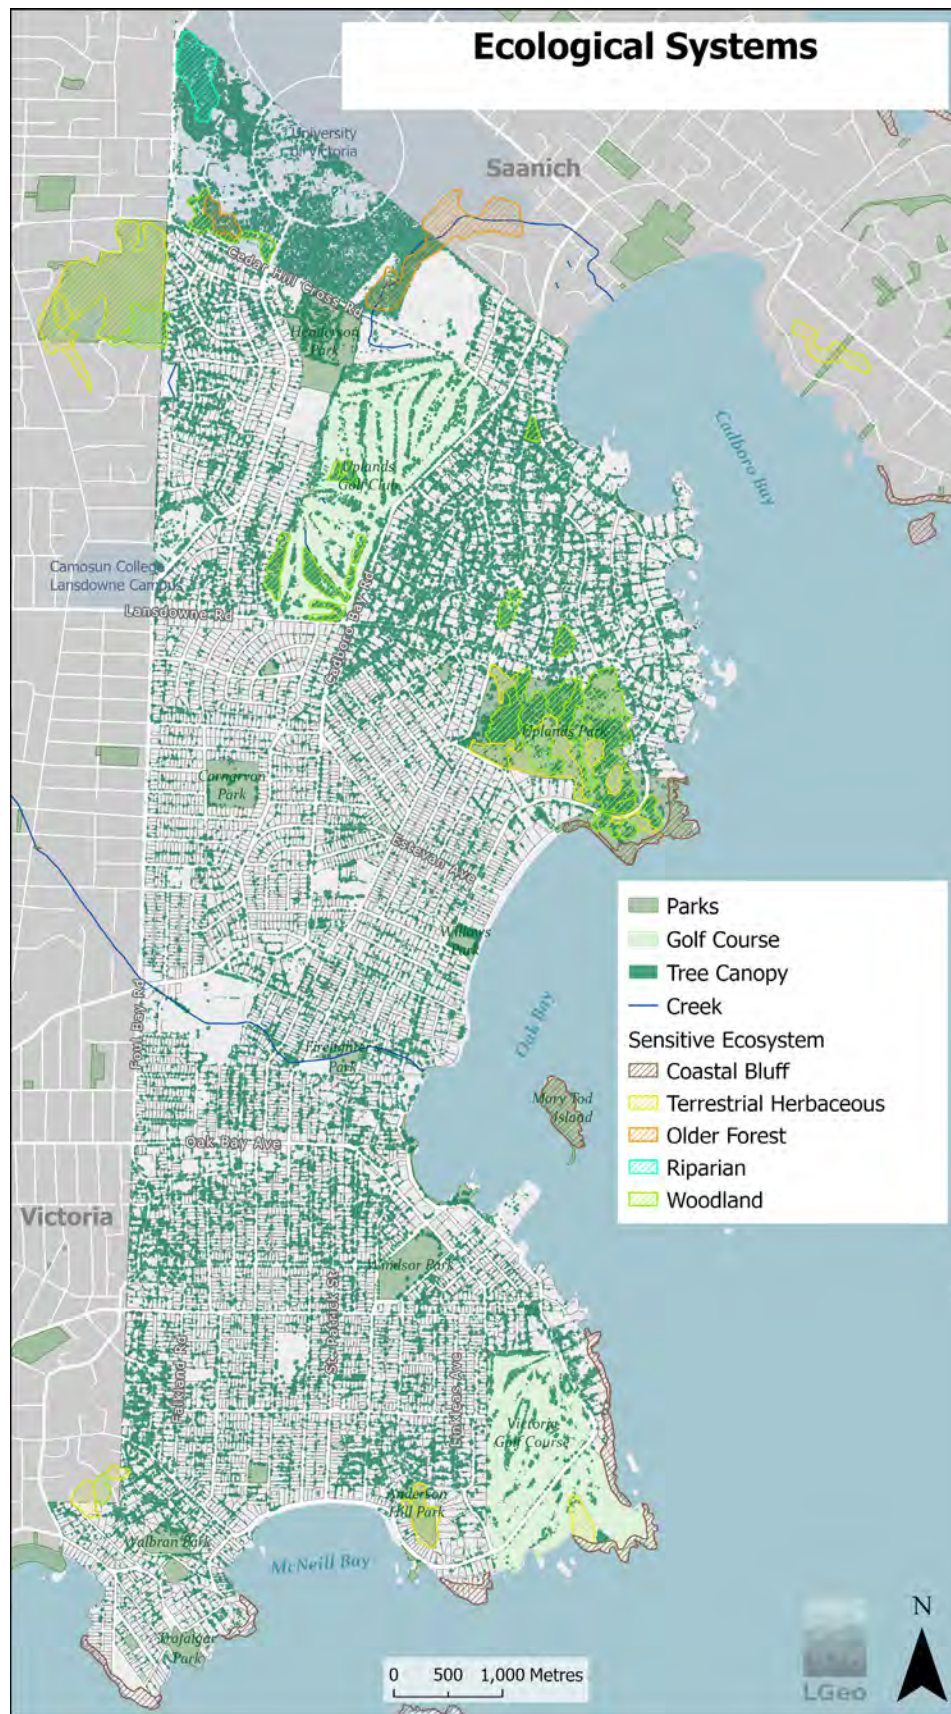 Ecological Systems
University
of Victoria
Saanich
Cedar Hill Cross Rd
Henderson
Park
Cadboro Bay
Uplands
Golf Club
Camosun College
Lansdowne Campus
Lansdowne Rd
Cadboro Bay Rd
Uplands Park
Carnarvon
Park
Estevan Ave
Willows
Park
Parks
Golf Course
Tree Canopy
Creek
Sensitive Ecosystem
Coastal Bluff
Terrestrial Herbaceous
Older Forest
Riparian
Woodland
Foul Bay Rd
Oak Bay
Firefighter
Park
Mary Tod
Island
Oak Bay Ave
Victoria
Windsor Park
St. Patrick St
Falkland Rd
Linkleas Ave
Victoria
Golf Course
Anderson
Hill Park
Walbran Park
McNeill Bay
Trafalgar
Park
0 500 1,000 Metres
N
LGeo